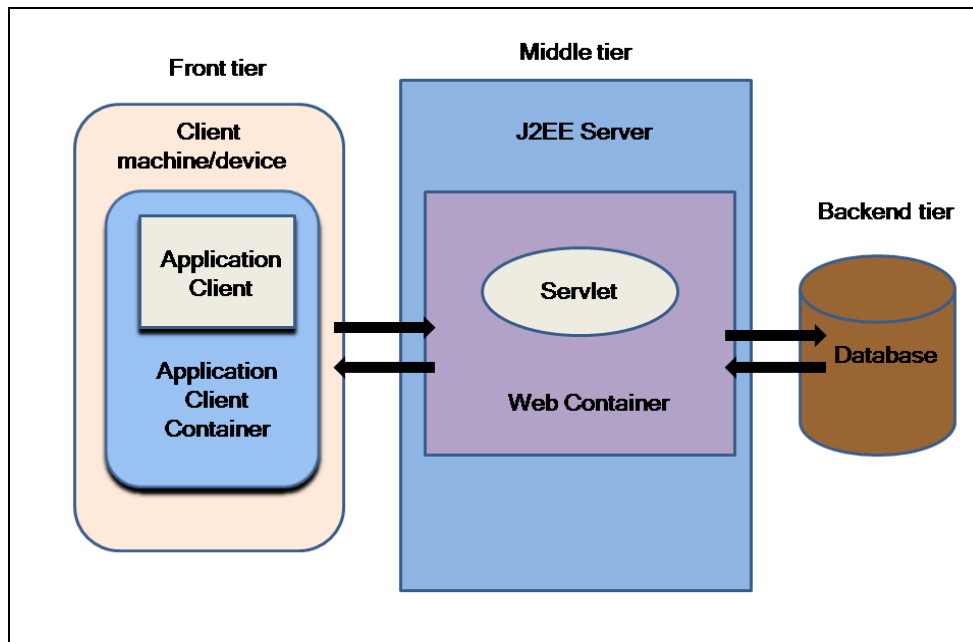 Front tier
Client
machine/device
Application
Client
Application
Client
Container
Middle tier
J2EE Server
Servlet
Web Container
Backend tier
Database